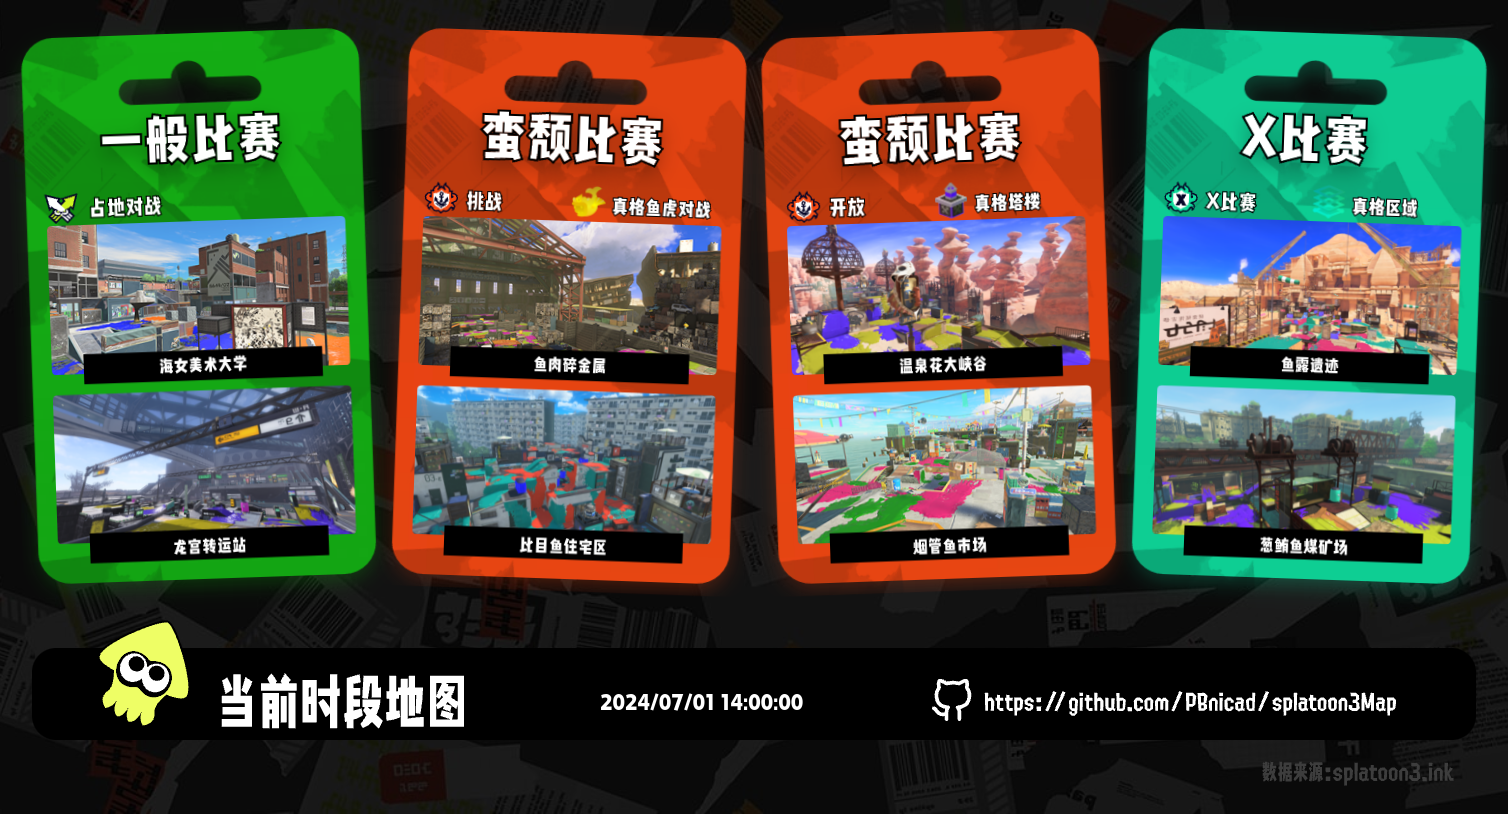 一般比赛
占地对战
海女美术大学
龙宫转运站
蛮颓比赛
挑战
真格鱼虎对战
鱼肉碎金属
比目鱼住宅区
蛮颓比赛
开放
真格塔楼
温泉花大峡谷
烟管鱼市场
X比赛
X比赛
真格区域
鱼露遗迹
葱鲔鱼煤矿场
当前时段地图
2024/07/01 14:00:00
https://github.com/PBnicad/splatoon3Map
数据来源:splatoon3.ink